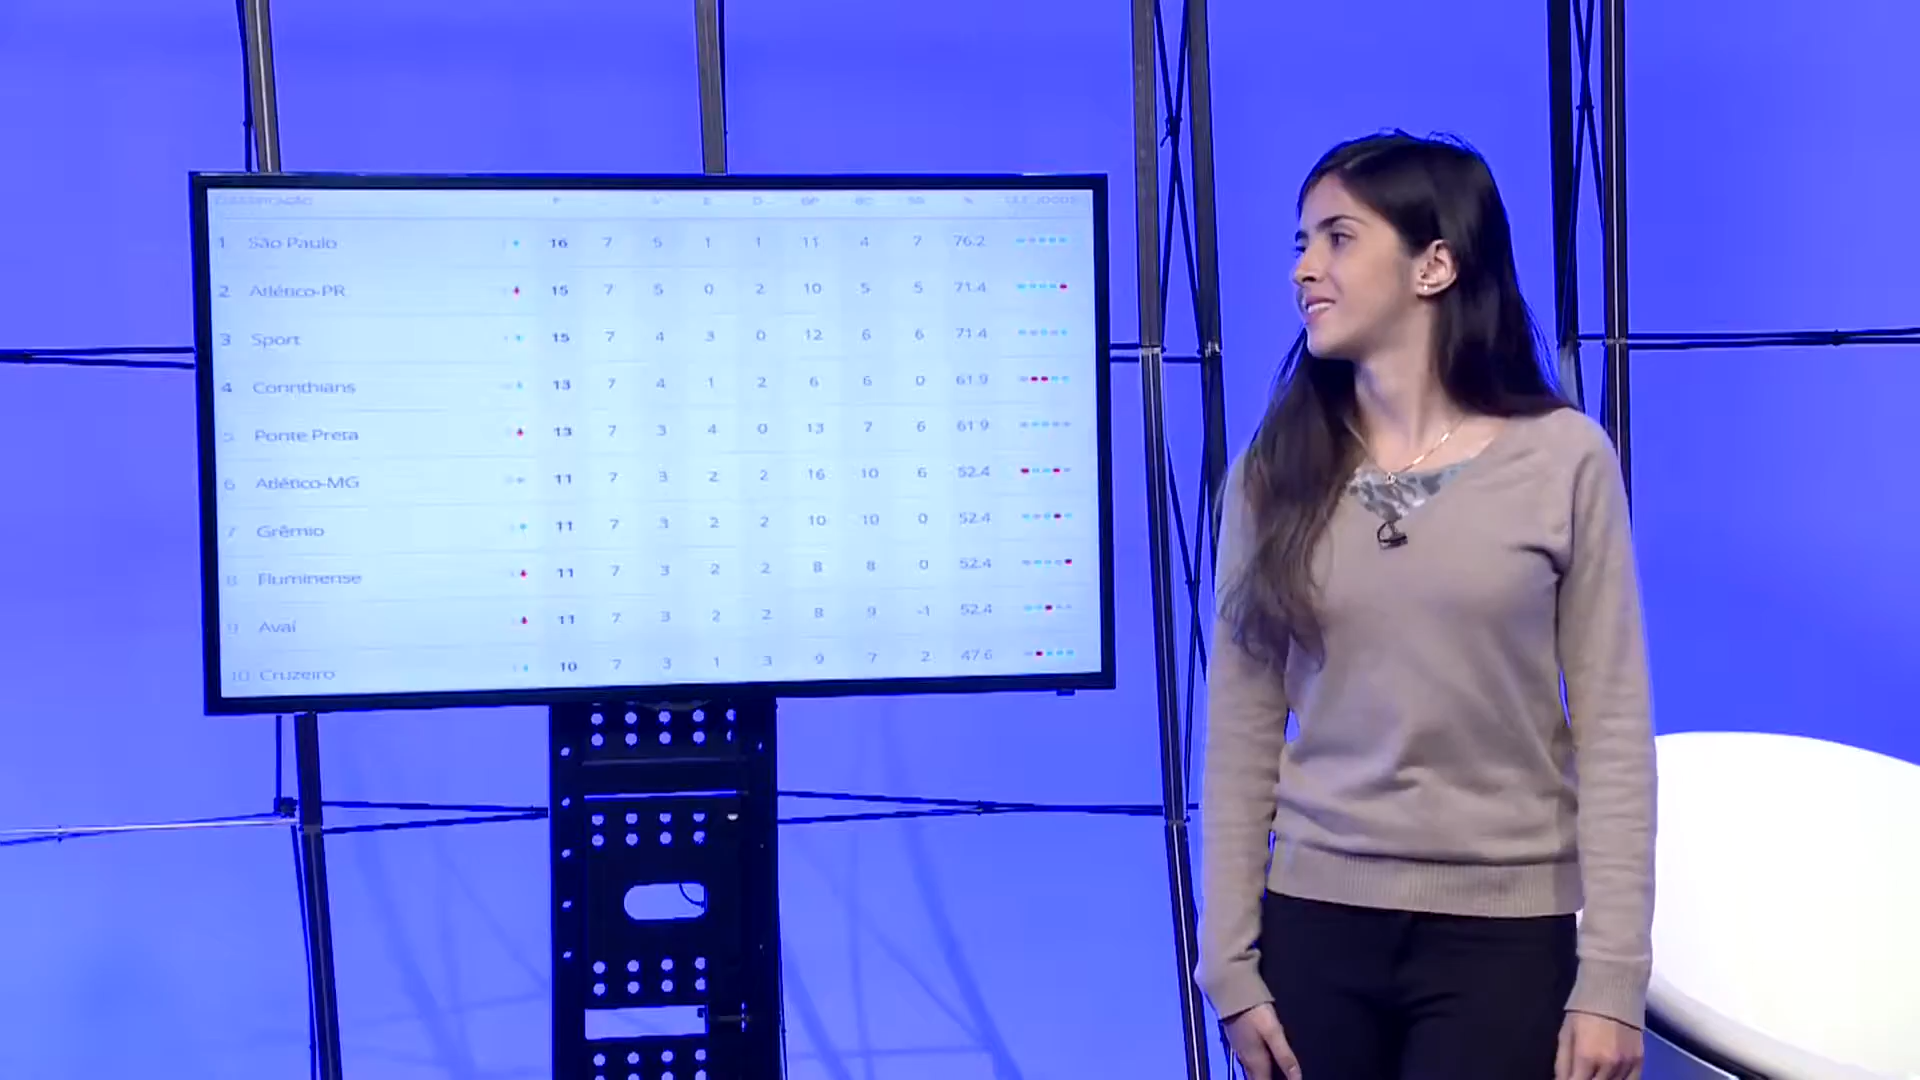 CLASSIFICAÇÃO P V E D GP GC SG % ÚLT. JOGOS
1 São Paulo 16 7 5 1 1 11 4 7 76.2
2 Atlético-PR 15 7 5 0 2 10 5 5 71.4
3 Sport 15 7 4 3 0 12 6 6 71.4
4 Corinthians 13 7 4 1 2 6 6 0 61.9
5 Ponte Preta 13 7 3 4 0 13 7 6 61.9
6 Atlético-MG 11 7 3 2 2 16 10 6 52.4
7 Grêmio 11 7 3 2 2 10 10 0 52.4
8 Fluminense 11 7 3 2 2 8 8 0 52.4
9 Avaí 11 7 3 2 2 8 9 -1 52.4
10 Cruzeiro 10 7 3 1 3 9 7 2 47.6